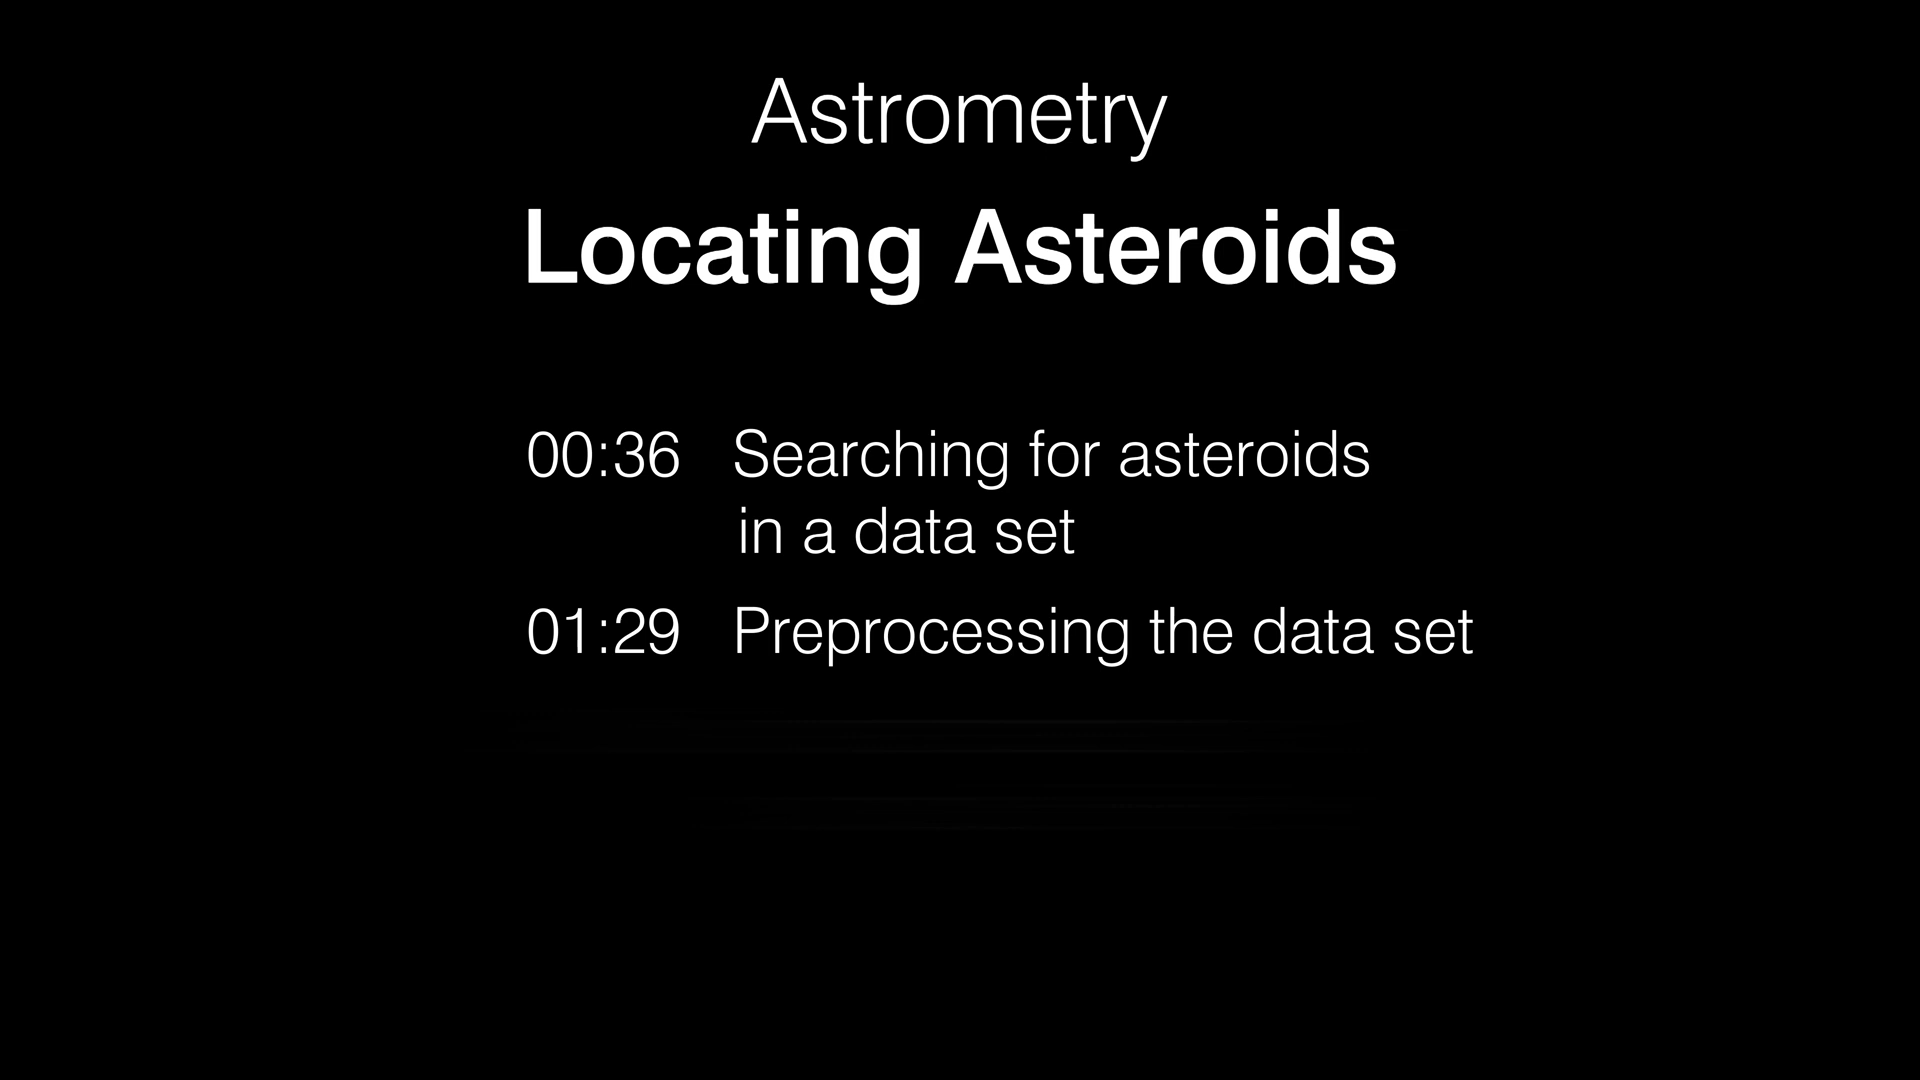 Astrometry
Locating Asteroids
00:36 Searching for asteroids
in a data set
01:29 Preprocessing the data set